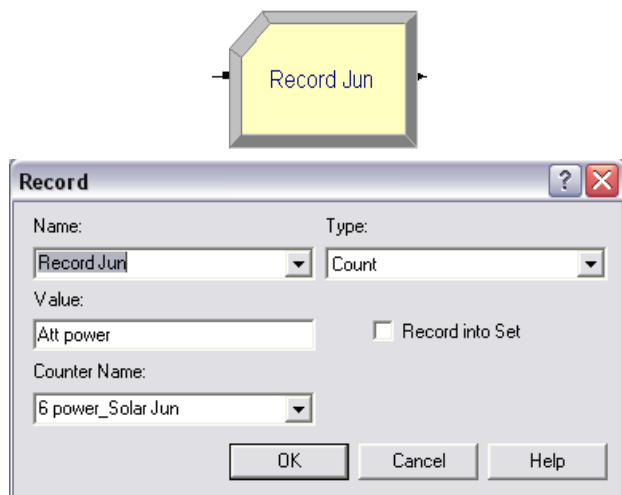 Record Jun
Record
?
Name: Type:
Record Jun Count
Value:
Att power Record into Set
Counter Name:
6 power_Solar Jun
OK Cancel Help